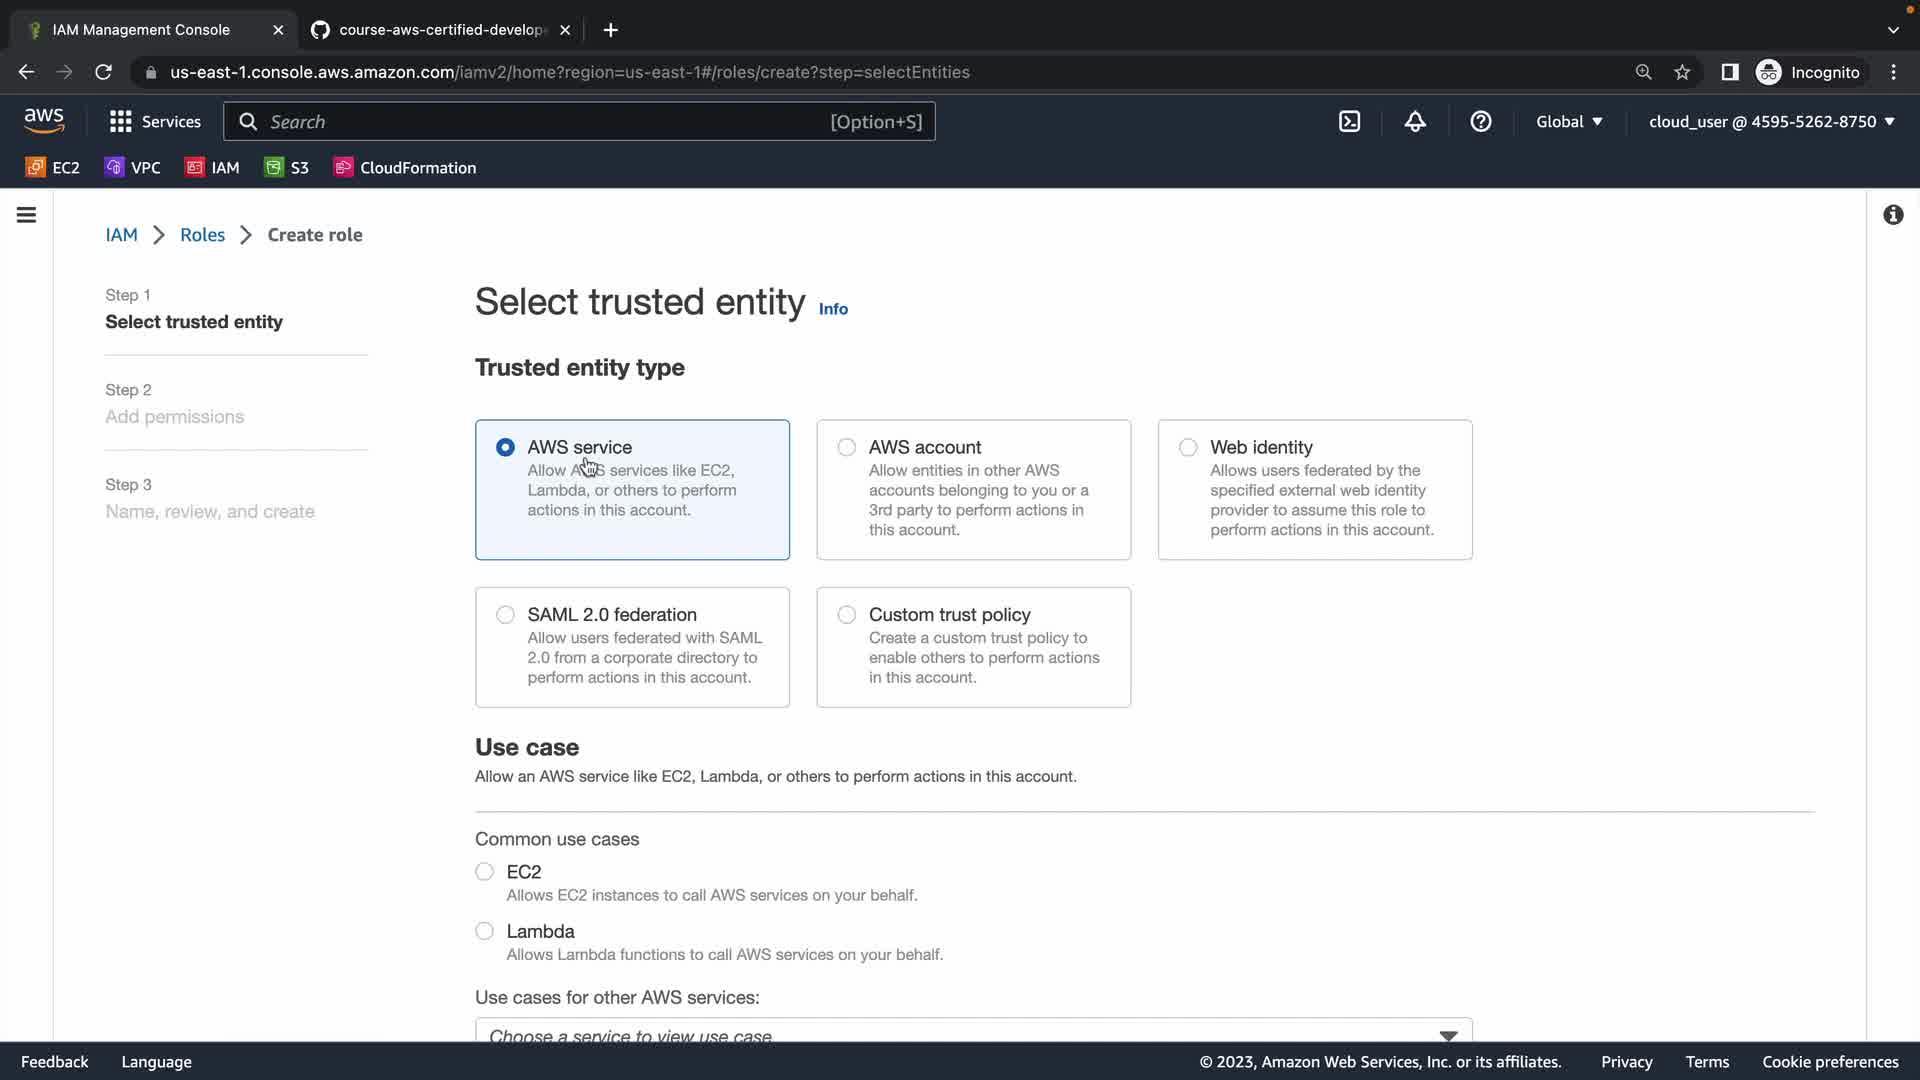 IAM Management Console
course-aws-certified-develop
us-east-1.console.aws.amazon.com/iamv2/home?region=us-east-1#/roles/create?step=selectEntities
Incognito
aws
Services
Search
[Option+S]
Global
cloud_user @ 4595-5262-8750
EC2
VPC
IAM
S3
CloudFormation
IAM > Roles > Create role
Step 1
Select trusted entity
Step 2
Add permissions
Step 3
Name, review, and create
Select trusted entity Info
Trusted entity type
AWS service
Allow AWS services like EC2,
Lambda, or others to perform
actions in this account.
AWS account
Allow entities in other AWS
accounts belonging to you or a
3rd party to perform actions in
this account.
Web identity
Allows users federated by the
specified external web identity
provider to assume this role to
perform actions in this account.
SAML 2.0 federation
Allow users federated with SAML
2.0 from a corporate directory to
perform actions in this account.
Custom trust policy
Create a custom trust policy to
enable others to perform actions
in this account.
Use case
Allow an AWS service like EC2, Lambda, or others to perform actions in this account.
Common use cases
EC2
Allows EC2 instances to call AWS services on your behalf.
Lambda
Allows Lambda functions to call AWS services on your behalf.
Use cases for other AWS services:
Choose a service to view use case
Feedback
Language
© 2023, Amazon Web Services, Inc. or its affiliates.
Privacy
Terms
Cookie preferences